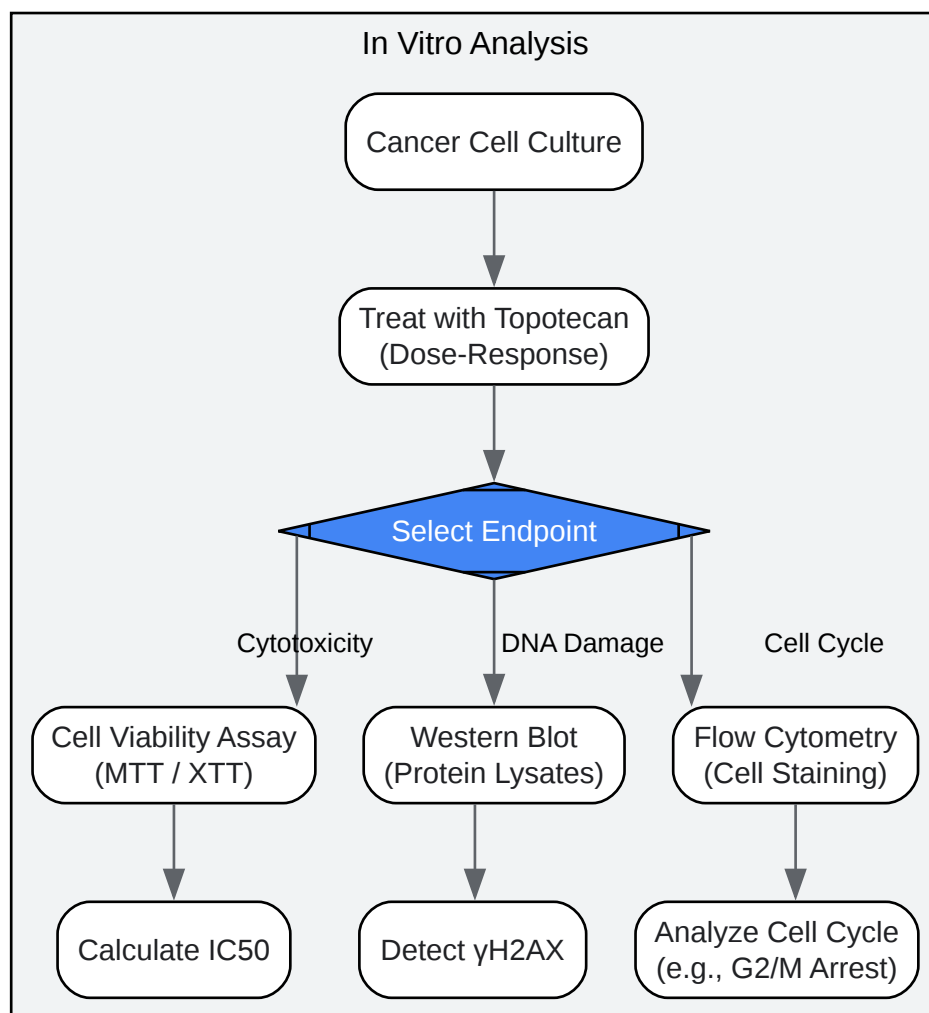 In Vitro Analysis
Cancer Cell Culture
Treat with Topotecan
(Dose-Response)
Select Endpoint
Cytotoxicity
DNA Damage
Cell Cycle
Cell Viability Assay
(MTT / XTT)
Western Blot
(Protein Lysates)
Flow Cytometry
(Cell Staining)
Calculate IC50
Detect γH2AX
Analyze Cell Cycle
(e.g., G2/M Arrest)